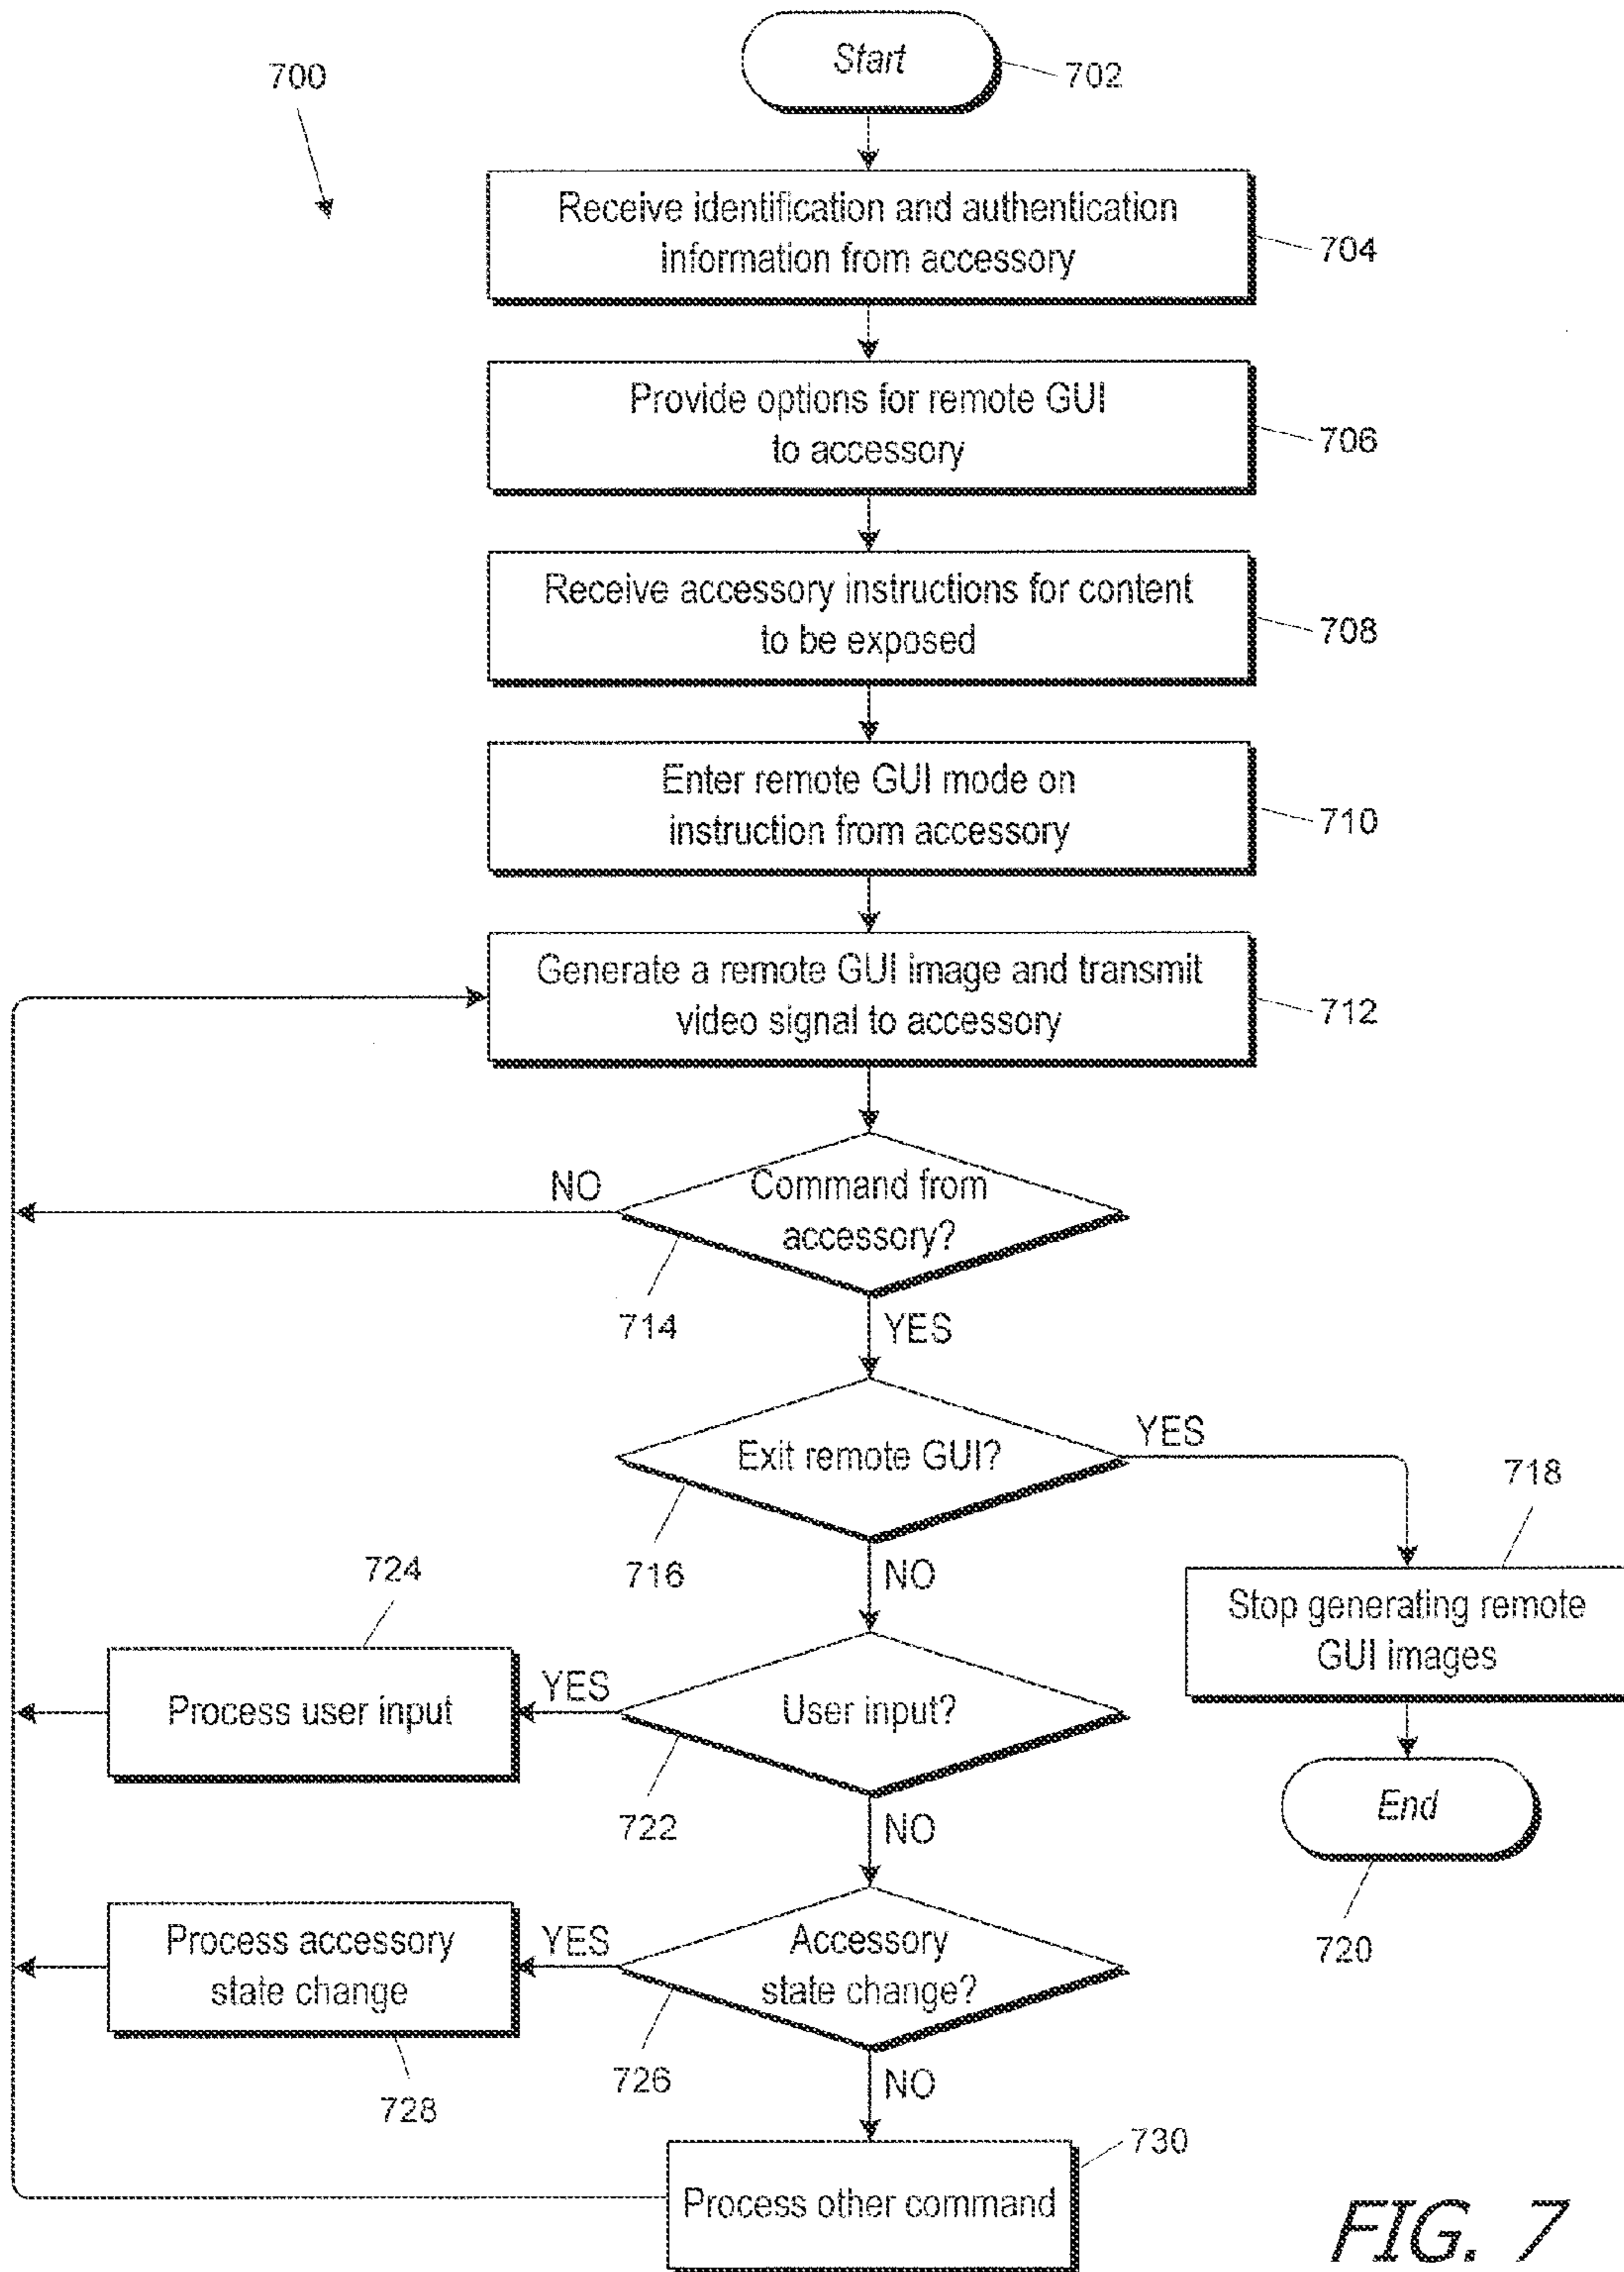 Start
702
700
Receive identification and authentication
information from accessory
704
Provide options for remote GUI
to accessory
706
Receive accessory instructions for content
to be exposed
708
Enter remote GUI mode on
instruction from accessory
710
Generate a remote GUI image and transmit
video signal to accessory
712
Command from
accessory?
NO
714
YES
Exit remote GUI?
YES
716
NO
718
Stop generating remote
GUI images
End
720
User input?
YES
722
NO
724
Process user input
Accessory
state change?
YES
726
NO
Process accessory
state change
728
Process other command
730
FIG. 7